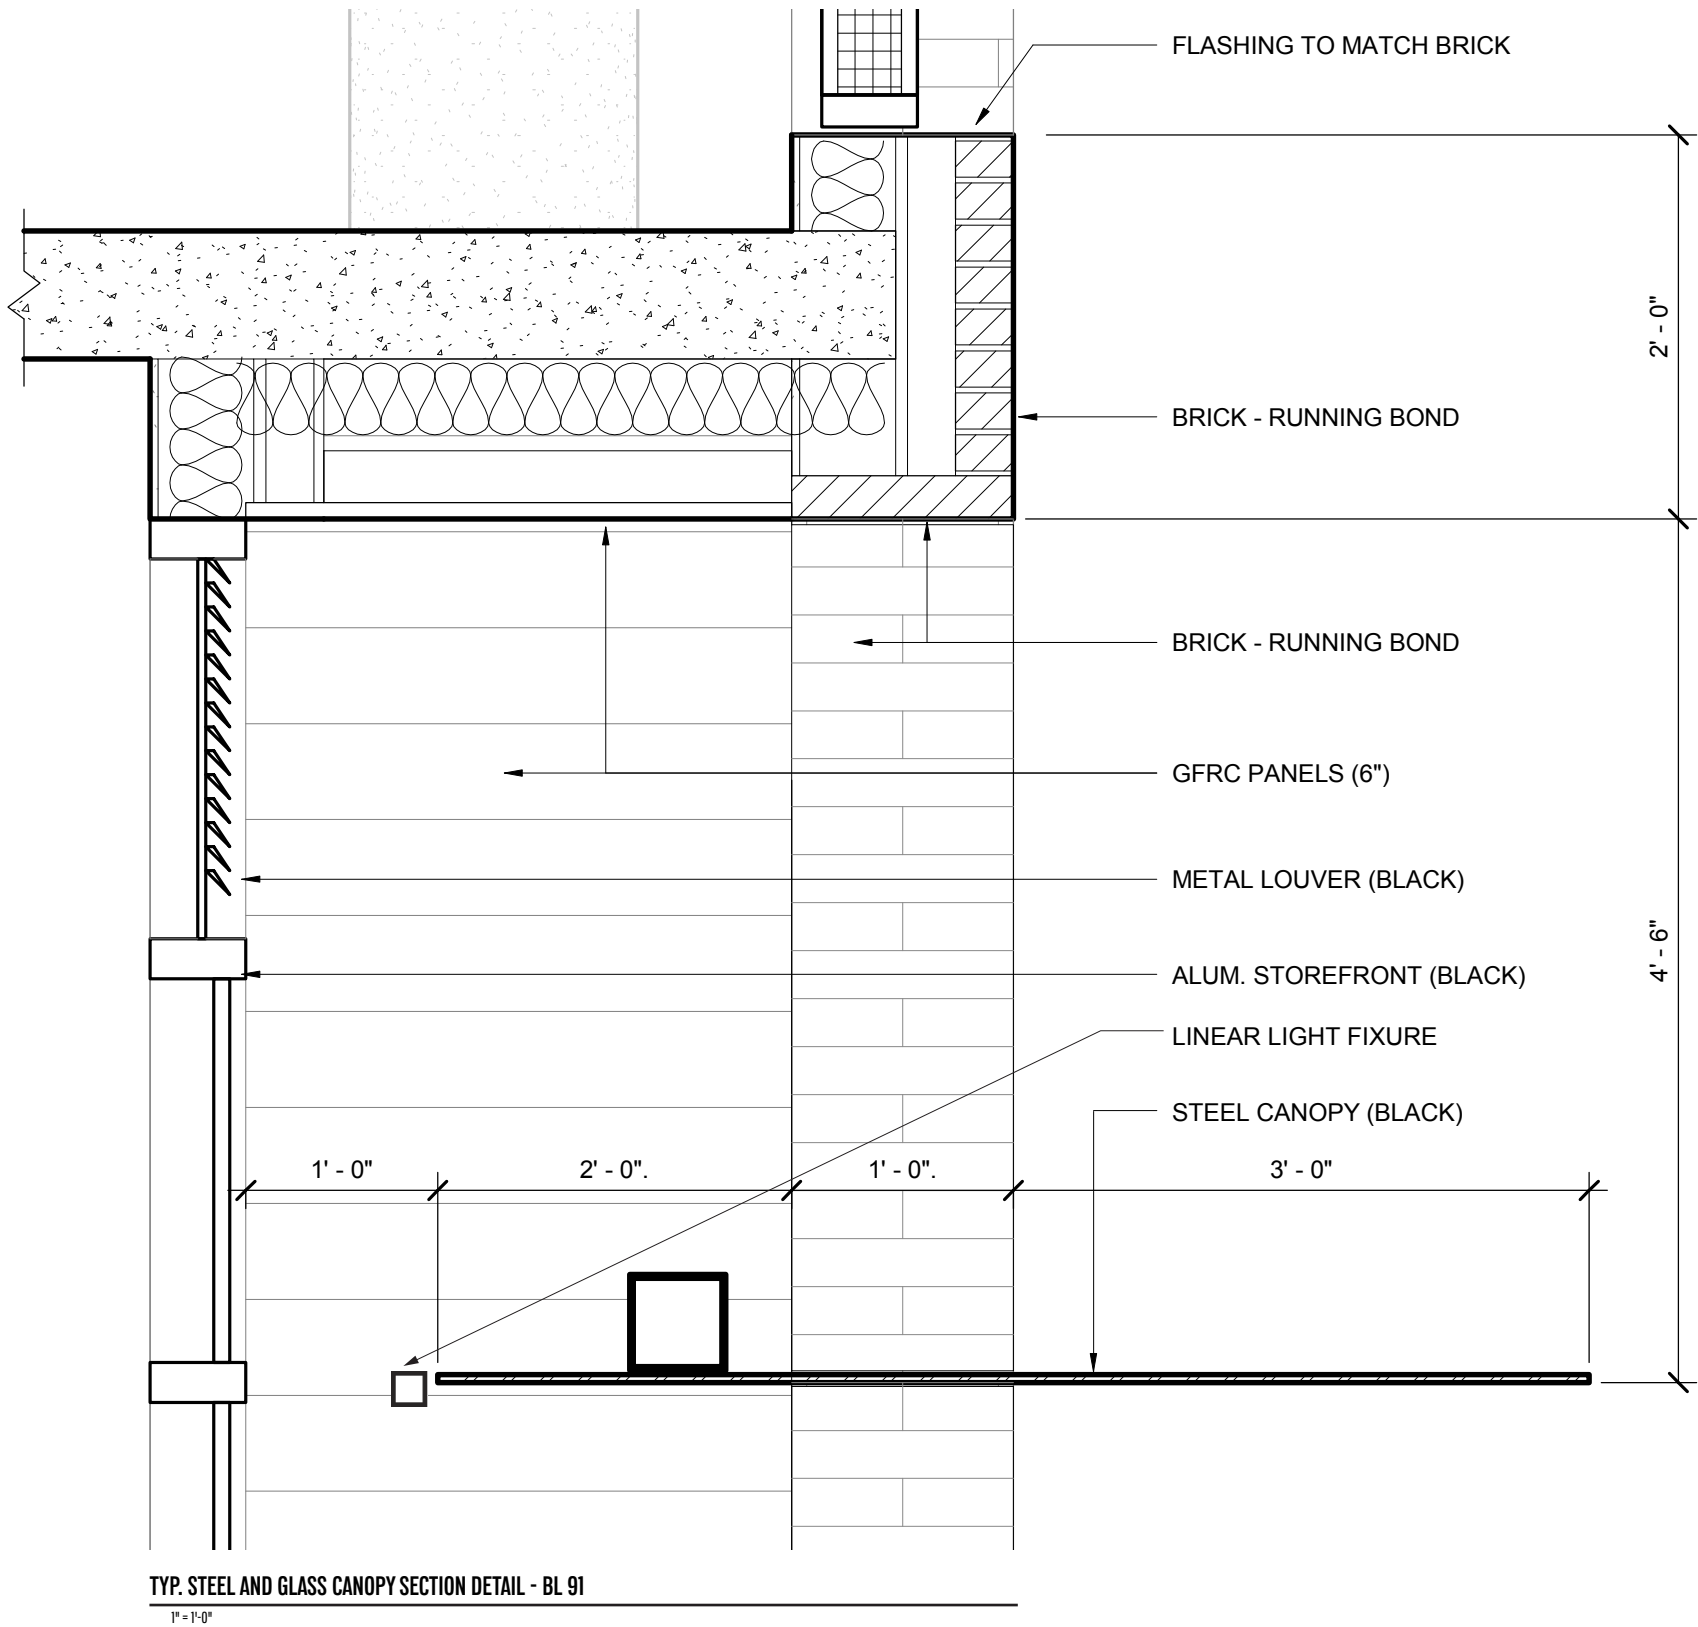 FLASHING TO MATCH BRICK
2' - 0"
BRICK - RUNNING BOND
BRICK - RUNNING BOND
GFRC PANELS (6")
METAL LOUVER (BLACK)
4' - 6"
ALUM. STOREFRONT (BLACK)
LINEAR LIGHT FIXURE
STEEL CANOPY (BLACK)
1' - 0"
2' - 0".
1' - 0".
3' - 0"
TYP. STEEL AND GLASS CANOPY SECTION DETAIL - BL 91
1" = 1'-0"